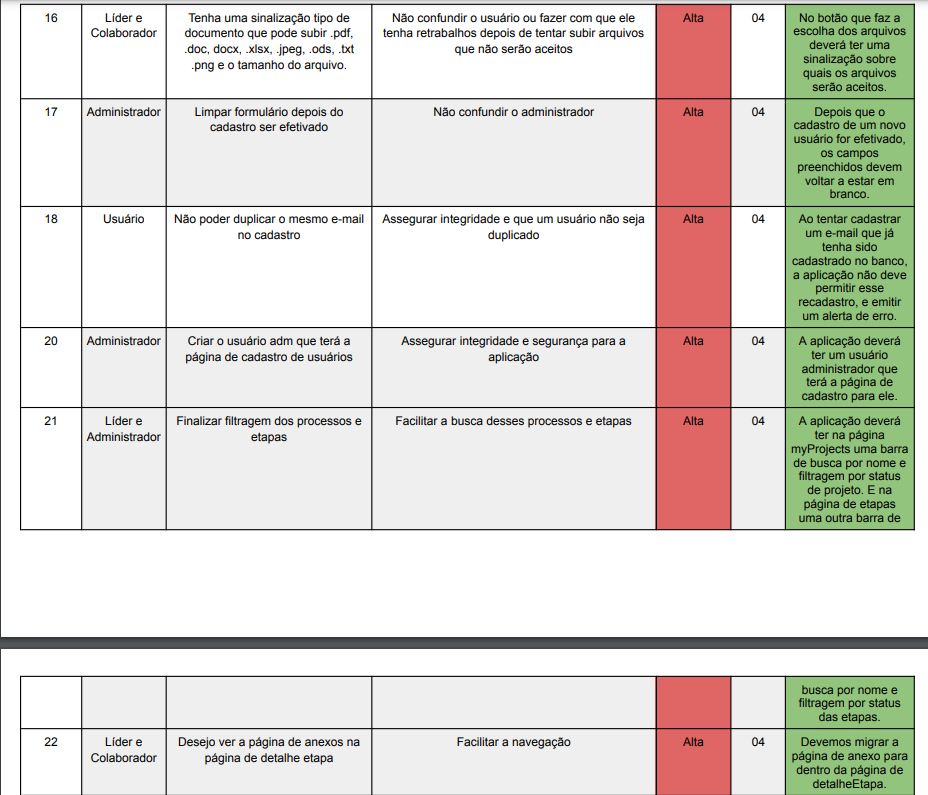 16
Líder e
Colaborador
Tenha uma sinalização tipo de
documento que pode subir .pdf,
.doc, docx, .xlsx, .jpeg, .ods, .txt
.png e o tamanho do arquivo.
Não confundir o usuário ou fazer com que ele
tenha retrabalhos depois de tentar subir arquivos
que não serão aceitos
Alta
04
No botão que faz a
escolha dos arquivos
deverá ter uma
sinalização sobre
quais os arquivos
serão aceitos.
17
Administrador
Limpar formulário depois do
cadastro ser efetivado
Não confundir o administrador
Alta
04
Depois que o
cadastro de um novo
usuário for efetivado,
os campos
preenchidos devem
voltar a estar em
branco.
18
Usuário
Não poder duplicar o mesmo e-mail
no cadastro
Assegurar integridade e que um usuário não seja
duplicado
Alta
04
Ao tentar cadastrar
um e-mail que já
tenha sido
cadastrado no banco,
a aplicação não deve
permitir esse
recadastro, e emitir
um alerta de erro.
20
Administrador
Criar o usuário adm que terá a
página de cadastro de usuários
Assegurar integridade e segurança para a
aplicação
Alta
04
A aplicação deverá
ter um usuário
administrador que
terá a página de
cadastro para ele.
21
Líder e
Administrador
Finalizar filtragem dos processos e
etapas
Facilitar a busca desses processos e etapas
Alta
04
A aplicação deverá
ter na página
myProjects uma barra
de busca por nome e
filtragem por status
de projeto. E na
página de etapas
uma outra barra de
busca por nome e
filtragem por status
das etapas.
22
Líder e
Colaborador
Desejo ver a página de anexos na
página de detalhe etapa
Facilitar a navegação
Alta
04
Devemos migrar a
página de anexo para
dentro da página de
detalheEtapa.